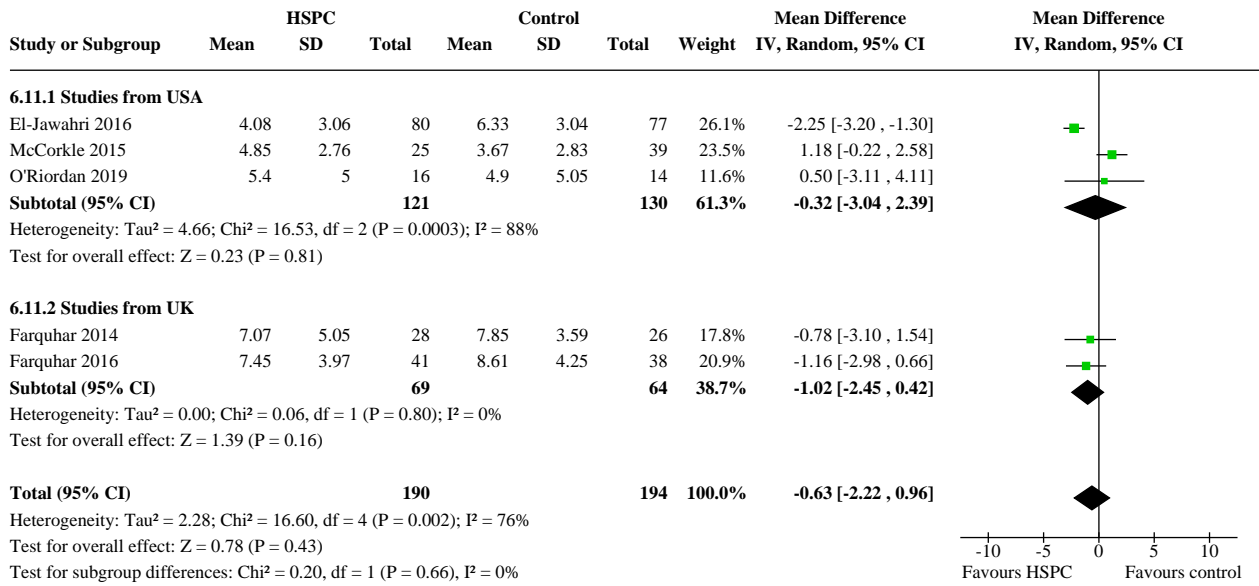 HSPC Control Mean Difference Mean Difference
Study or Subgroup Mean SD Total Mean SD Total Weight IV, Random, 95% CI IV, Random, 95% CI
6.11.1 Studies from USA
El-Jawahri 2016 4.08 3.06 80 6.33 3.04 77 26.1% -2.25 [-3.20 , -1.30]
McCorkle 2015 4.85 2.76 25 3.67 2.83 39 23.5% 1.18 [-0.22 , 2.58]
O'Riordan 2019 5.4 5 16 4.9 5.05 14 11.6% 0.50 [-3.11 , 4.11]
Subtotal (95% CI) 121 130 61.3% -0.32 [-3.04 , 2.39]
Heterogeneity: Tau² = 4.66; Chi² = 16.53, df = 2 (P = 0.0003); I² = 88%
Test for overall effect: Z = 0.23 (P = 0.81)
6.11.2 Studies from UK
Farquhar 2014 7.07 5.05 28 7.85 3.59 26 17.8% -0.78 [-3.10 , 1.54]
Farquhar 2016 7.45 3.97 41 8.61 4.25 38 20.9% -1.16 [-2.98 , 0.66]
Subtotal (95% CI) 69 64 38.7% -1.02 [-2.45 , 0.42]
Heterogeneity: Tau² = 0.00; Chi² = 0.06, df = 1 (P = 0.80); I² = 0%
Test for overall effect: Z = 1.39 (P = 0.16)
Total (95% CI) 190 194 100.0% -0.63 [-2.22 , 0.96]
Heterogeneity: Tau² = 2.28; Chi² = 16.60, df = 4 (P = 0.002); I² = 76%
Test for overall effect: Z = 0.78 (P = 0.43)
-10 -5 0 5 10
Test for subgroup differences: Chi² = 0.20, df = 1 (P = 0.66), I² = 0%
Favours HSPC Favours control